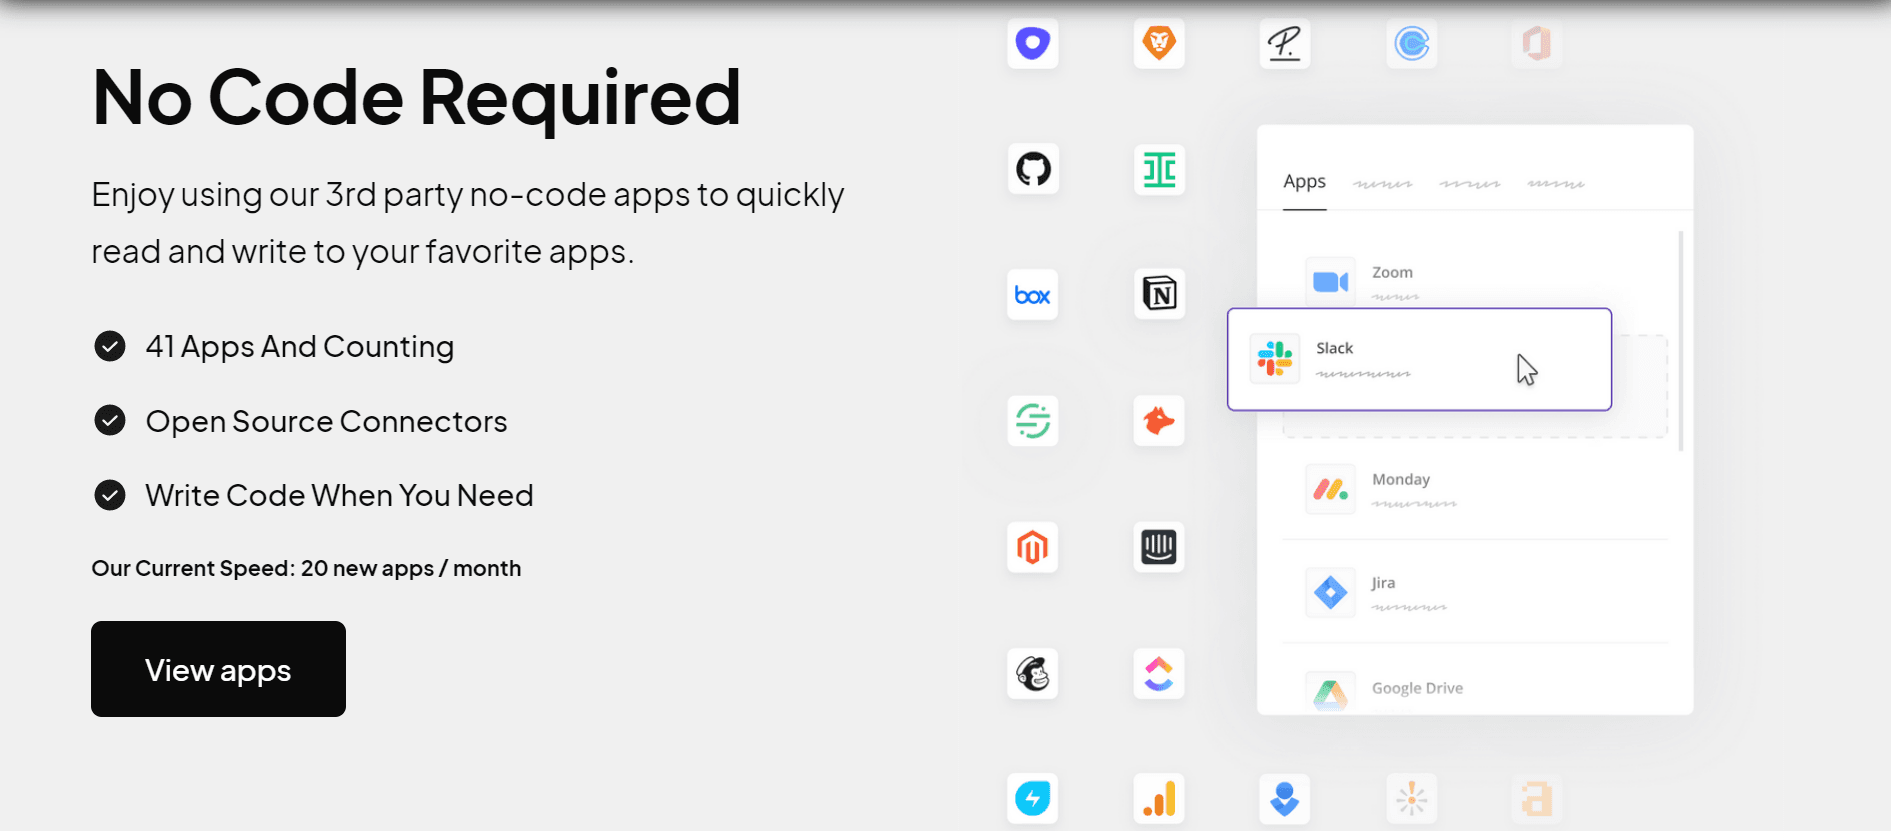 No Code Required
Enjoy using our 3rd party no-code apps to quickly
read and write to your favorite apps.
41 Apps And Counting
Open Source Connectors
Write Code When You Need
Our Current Speed: 20 new apps / month
View apps
box
Apps
Zoom
Slack
Monday
Jira
Google Drive